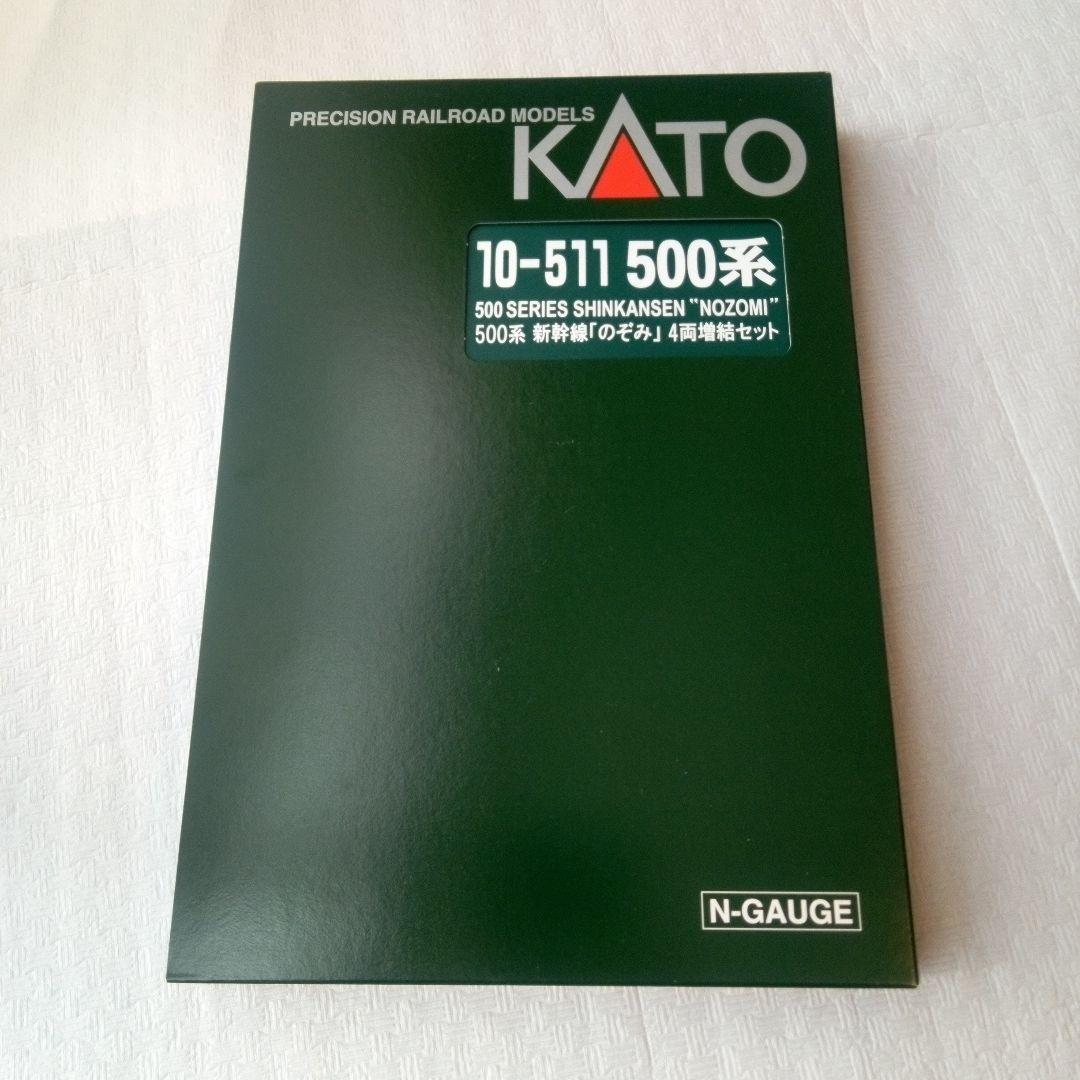 PRECISION RAILROAD MODELS
KATO
10-511 500系
500 SERIES SHINKANSEN "NOZOMI"
500系 新幹線「のぞみ」 4両増結セット
N-GAUGE